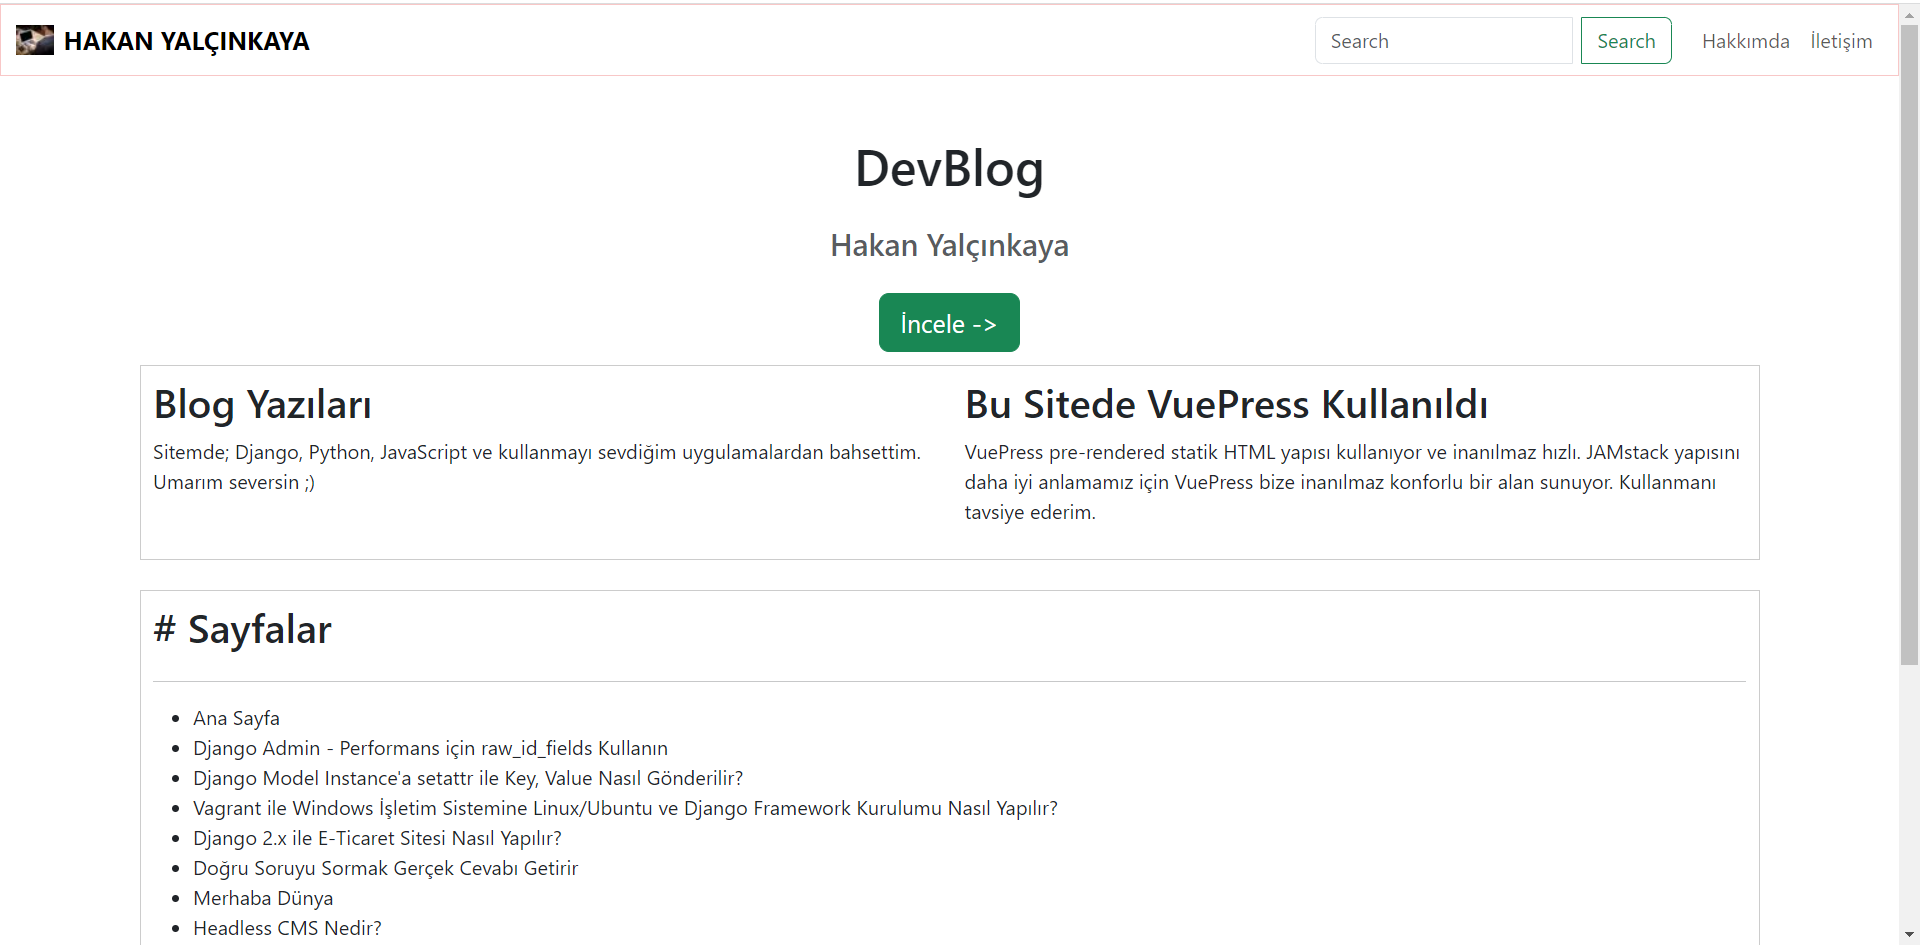 HAKAN YALÇINKAYA
Search
Search
Hakkımda
İletişim
DevBlog
Hakan Yalçınkaya
İncele ->
Blog Yazıları
Sitemde; Django, Python, JavaScript ve kullanmayı sevdiğim uygulamalardan bahsettim.
Umarım seversin ;)
Bu Sitede VuePress Kullanıldı
VuePress pre-rendered statik HTML yapısı kullanıyor ve inanılmaz hızlı. JAMstack yapısını
daha iyi anlamamız için VuePress bize inanılmaz konforlu bir alan sunuyor. Kullanmanı
tavsiye ederim.
# Sayfalar
Ana Sayfa
Django Admin - Performans için raw_id_fields Kullanın
Django Model Instance'a setattr ile Key, Value Nasıl Gönderilir?
Vagrant ile Windows İşletim Sistemine Linux/Ubuntu ve Django Framework Kurulumu Nasıl Yapılır?
Django 2.x ile E-Ticaret Sitesi Nasıl Yapılır?
Doğru Soruyu Sormak Gerçek Cevabı Getirir
Merhaba Dünya
Headless CMS Nedir?